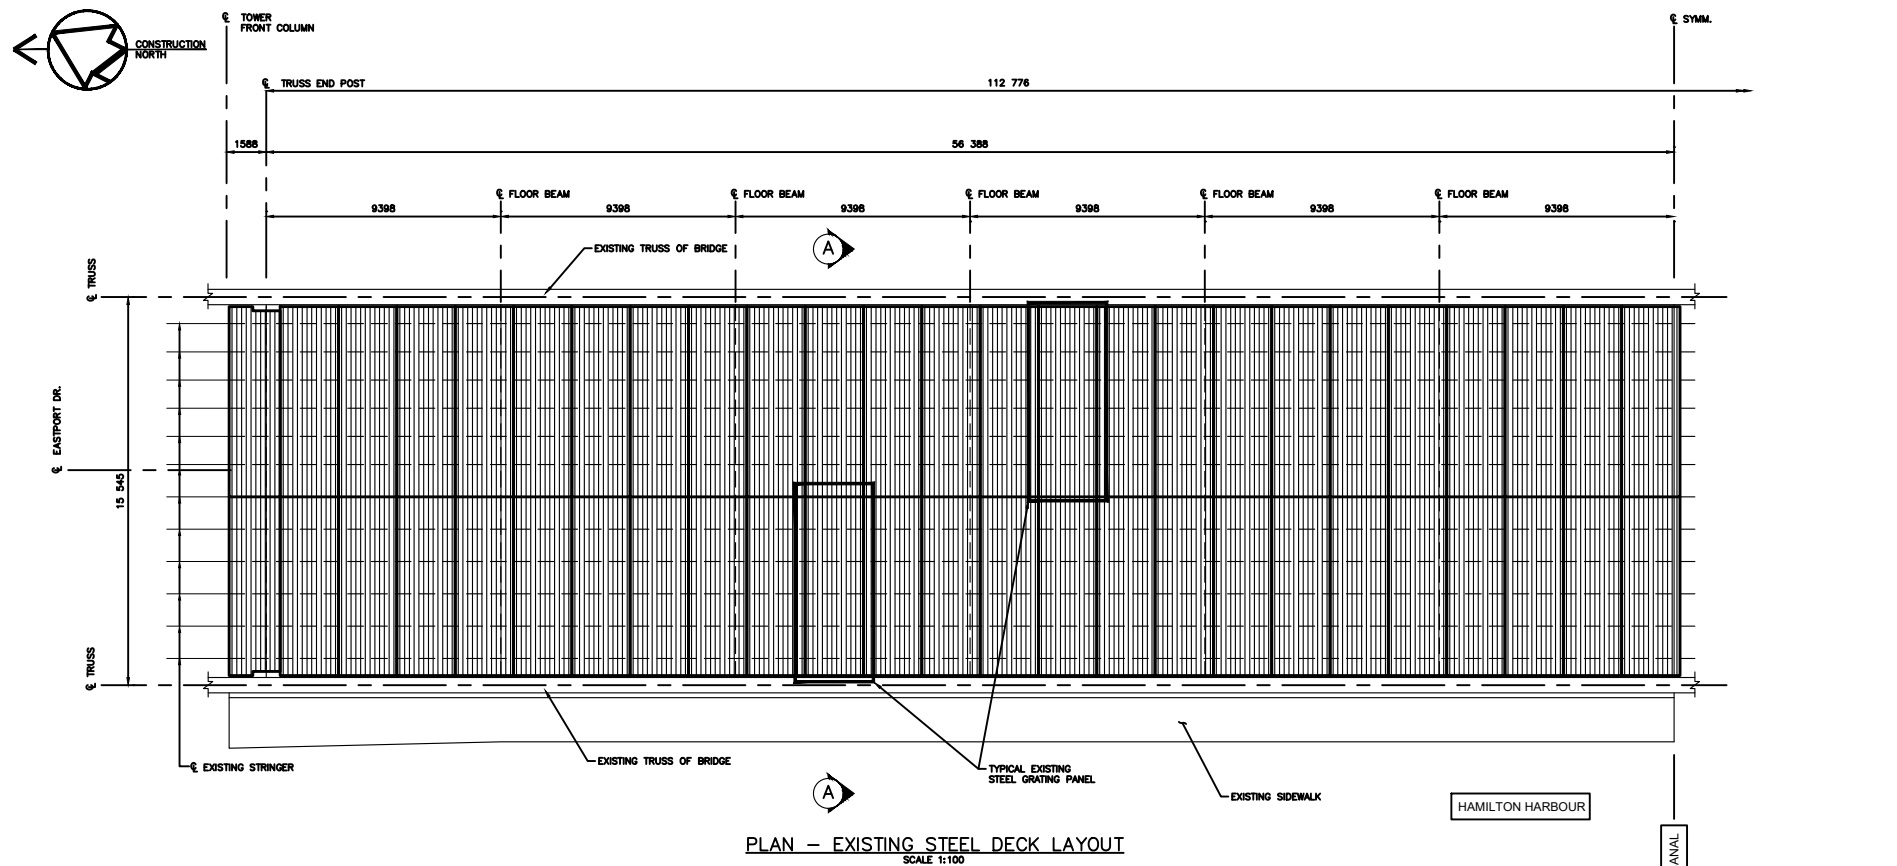 ℄ TOWER
FRONT COLUMN
℄ SYMM.
CONSTRUCTION
NORTH
℄ TRUSS END POST
112 776
1588
56 388
℄ FLOOR BEAM
℄ FLOOR BEAM
℄ FLOOR BEAM
℄ FLOOR BEAM
℄ FLOOR BEAM
9398
9398
9398
9398
9398
9398
EXISTING TRUSS OF BRIDGE
A
℄ TRUSS
℄ EASTPORT DR.
15 545
℄ TRUSS
℄ EXISTING STRINGER
EXISTING TRUSS OF BRIDGE
TYPICAL EXISTING
STEEL GRATING PANEL
A
EXISTING SIDEWALK
HAMILTON HARBOUR
PLAN – EXISTING STEEL DECK LAYOUT
SCALE 1:100